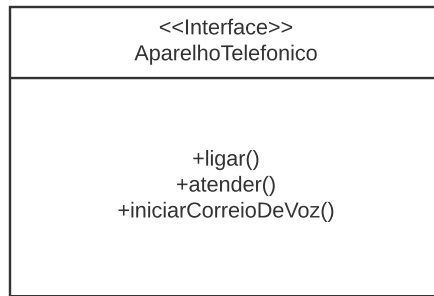 <<Interface>>
AparelhoTelefonico
+ligar()
+atender()
+iniciarCorreioDeVoz()